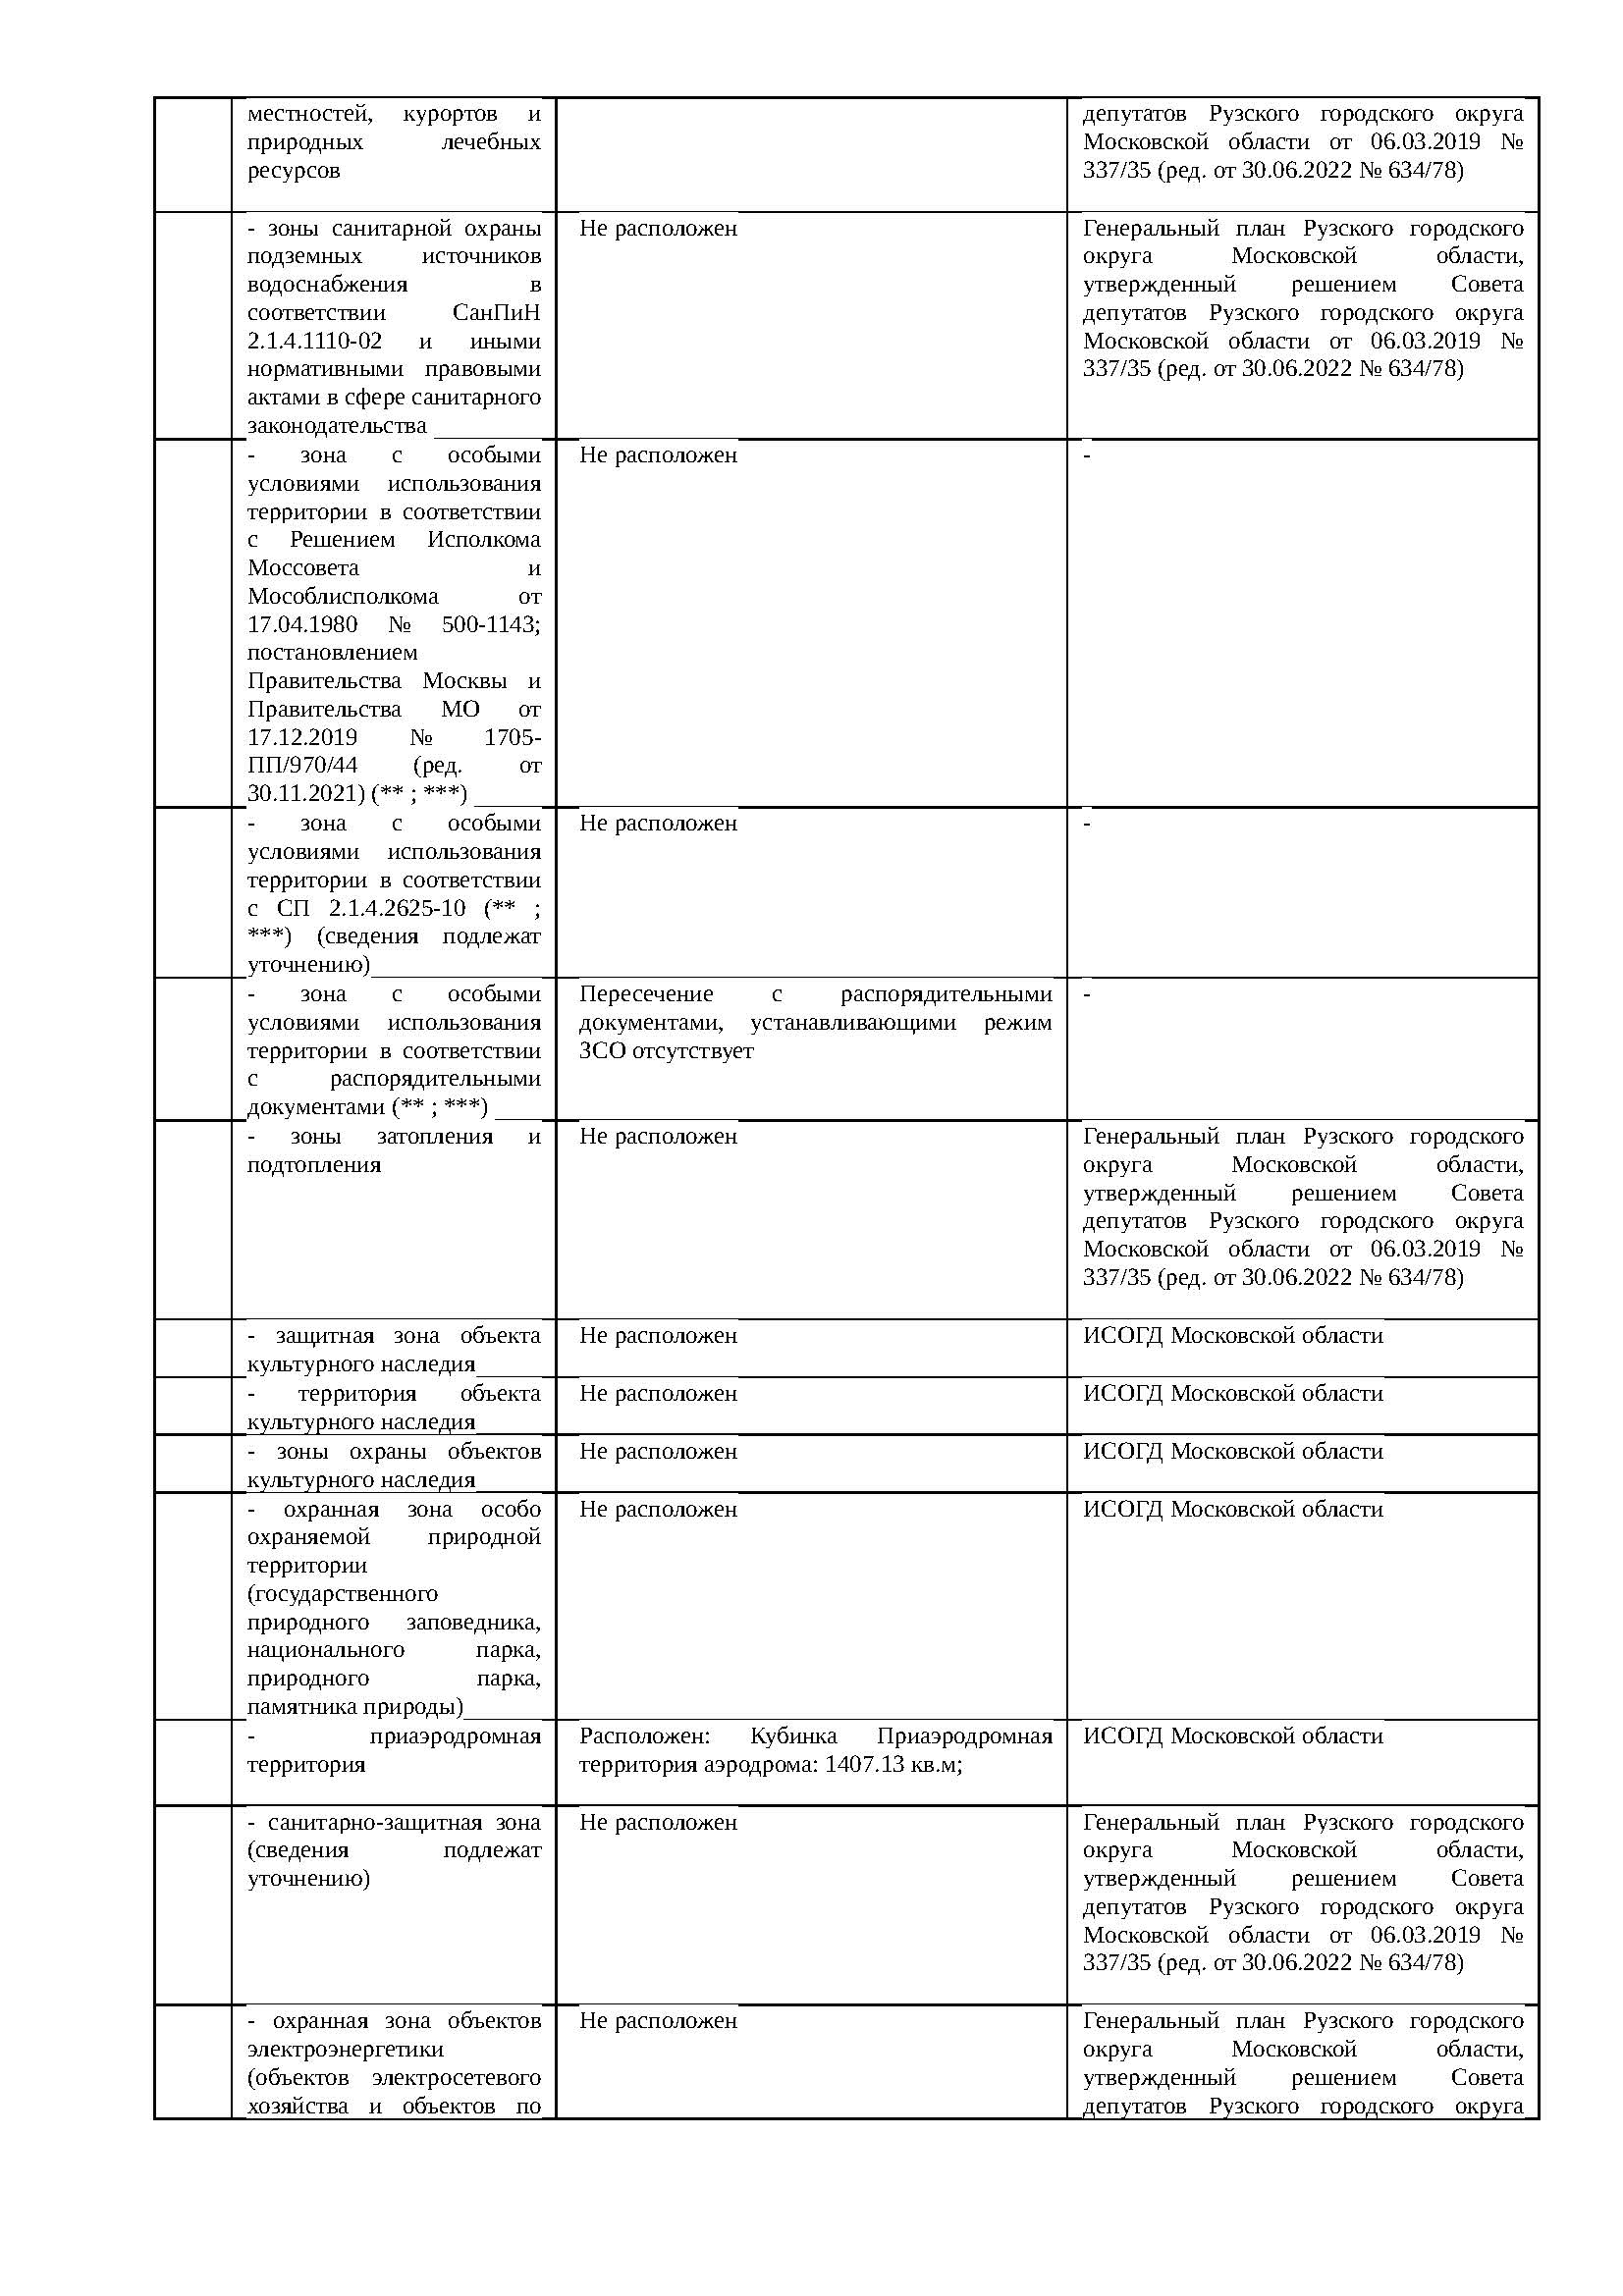 местностей, курортов и
природных лечебных
ресурсов
депутатов Рузского городского округа
Московской области от 06.03.2019 №
337/35 (ред. от 30.06.2022 № 634/78)
- зоны санитарной охраны
подземных источников
водоснабжения в
соответствии СанПиН
2.1.4.1110-02 и иными
нормативными правовыми
актами в сфере санитарного
законодательства
Не расположен
Генеральный план Рузского городского
округа Московской области,
утвержденный решением Совета
депутатов Рузского городского округа
Московской области от 06.03.2019 №
337/35 (ред. от 30.06.2022 № 634/78)
- зона с особыми
условиями использования
территории в соответствии
с Решением Исполкома
Моссовета и
Мособлисполкома от
17.04.1980 № 500-1143;
постановлением
Правительства Москвы и
Правительства МО от
17.12.2019 № 1705-
ПП/970/44 (ред. от
30.11.2021) (** ; ***)
Не расположен
-
- зона с особыми
условиями использования
территории в соответствии
с СП 2.1.4.2625-10 (** ;
***) (сведения подлежат
уточнению)
Не расположен
-
- зона с особыми
условиями использования
территории в соответствии
с распорядительными
документами (** ; ***)
Пересечение с распорядительными
документами, устанавливающими режим
ЗСО отсутствует
-
- зоны затопления и
подтопления
Не расположен
Генеральный план Рузского городского
округа Московской области,
утвержденный решением Совета
депутатов Рузского городского округа
Московской области от 06.03.2019 №
337/35 (ред. от 30.06.2022 № 634/78)
- защитная зона объекта
культурного наследия
Не расположен
ИСОГД Московской области
- территория объекта
культурного наследия
Не расположен
ИСОГД Московской области
- зоны охраны объектов
культурного наследия
Не расположен
ИСОГД Московской области
- охранная зона особо
охраняемой природной
территории
(государственного
природного заповедника,
национального парка,
природного парка,
памятника природы)
Не расположен
ИСОГД Московской области
- приаэродромная
территория
Расположен: Кубинка Приаэродромная
территория аэродрома: 1407.13 кв.м;
ИСОГД Московской области
- санитарно-защитная зона
(сведения подлежат
уточнению)
Не расположен
Генеральный план Рузского городского
округа Московской области,
утвержденный решением Совета
депутатов Рузского городского округа
Московской области от 06.03.2019 №
337/35 (ред. от 30.06.2022 № 634/78)
- охранная зона объектов
электроэнергетики
(объектов электросетевого
хозяйства и объектов по
Не расположен
Генеральный план Рузского городского
округа Московской области,
утвержденный решением Совета
депутатов Рузского городского округа